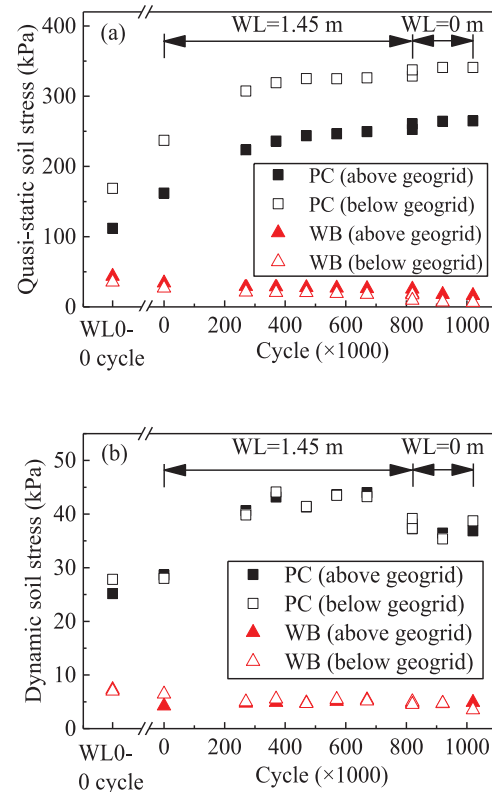 (a)
WL=1.45 m
WL=0 m
Quasi-static soil stress (kPa)
400
300
200
100
0
PC (above geogrid)
PC (below geogrid)
WB (above geogrid)
WB (below geogrid)
WL0-
0 cycle
0
200
400
600
800
1000
Cycle (×1000)
(b)
WL=1.45 m
WL=0 m
Dynamic soil stress (kPa)
50
40
30
20
10
0
PC (above geogrid)
PC (below geogrid)
WB (above geogrid)
WB (below geogrid)
WL0-
0 cycle
0
200
400
600
800
1000
Cycle (×1000)